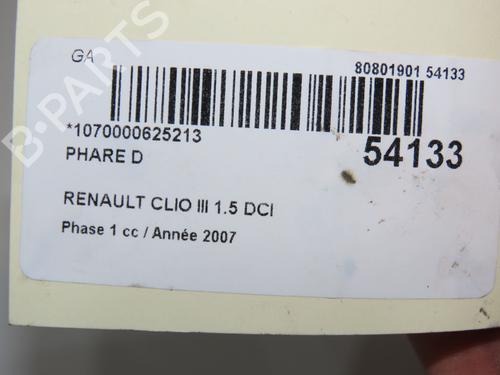 GA
80801901 54133
*1070000625213
54133
PHARE D
RENAULT CLIO III 1.5 DCI
Phase 1 cc / Année 2007
B-PARTS